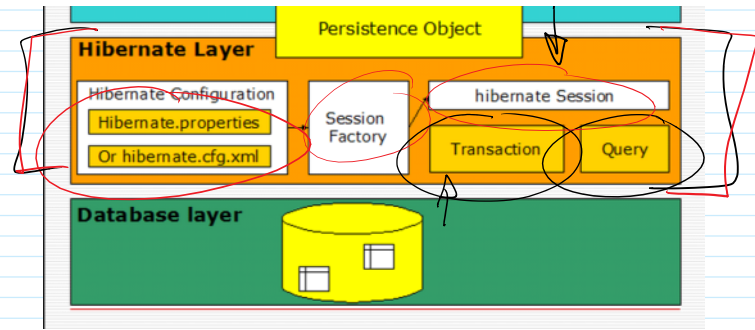 Persistence Object
Hibernate Layer
Hibernate Configuration
Hibernate.properties
Or hibernate.cfg.xml
Session
Factory
hibernate Session
Transaction
Query
Database layer